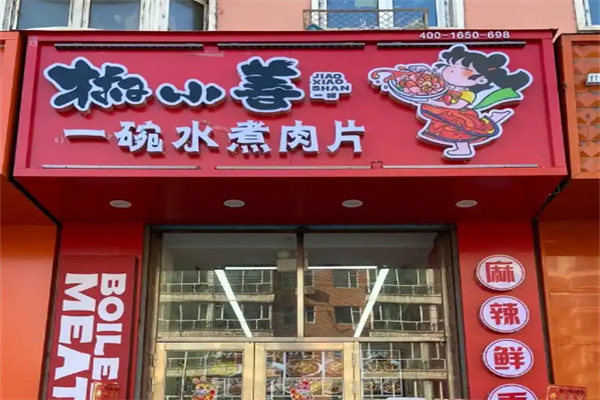 400-1650-698
椒小善
JIAO
XIAO
SHAN
一碗水煮肉片
BOILE
MEAT
麻
辣
鲜